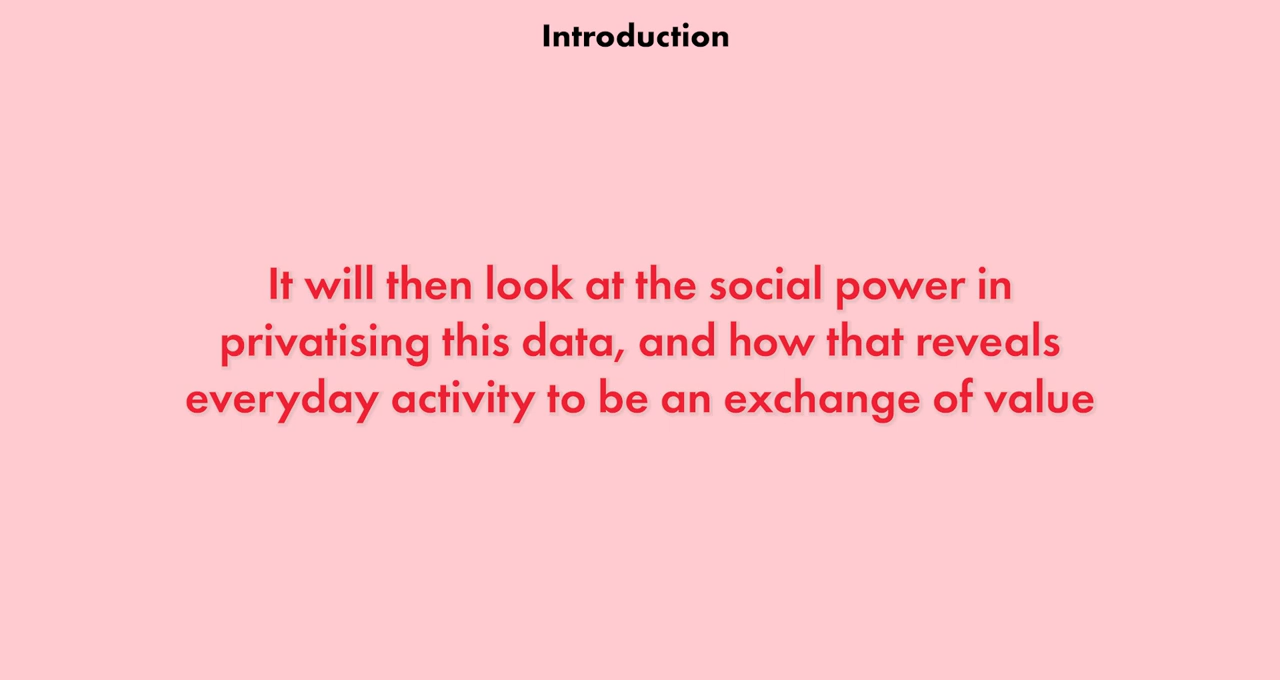 Introduction
It will then look at the social power in
privatising this data, and how that reveals
everyday activity to be an exchange of value